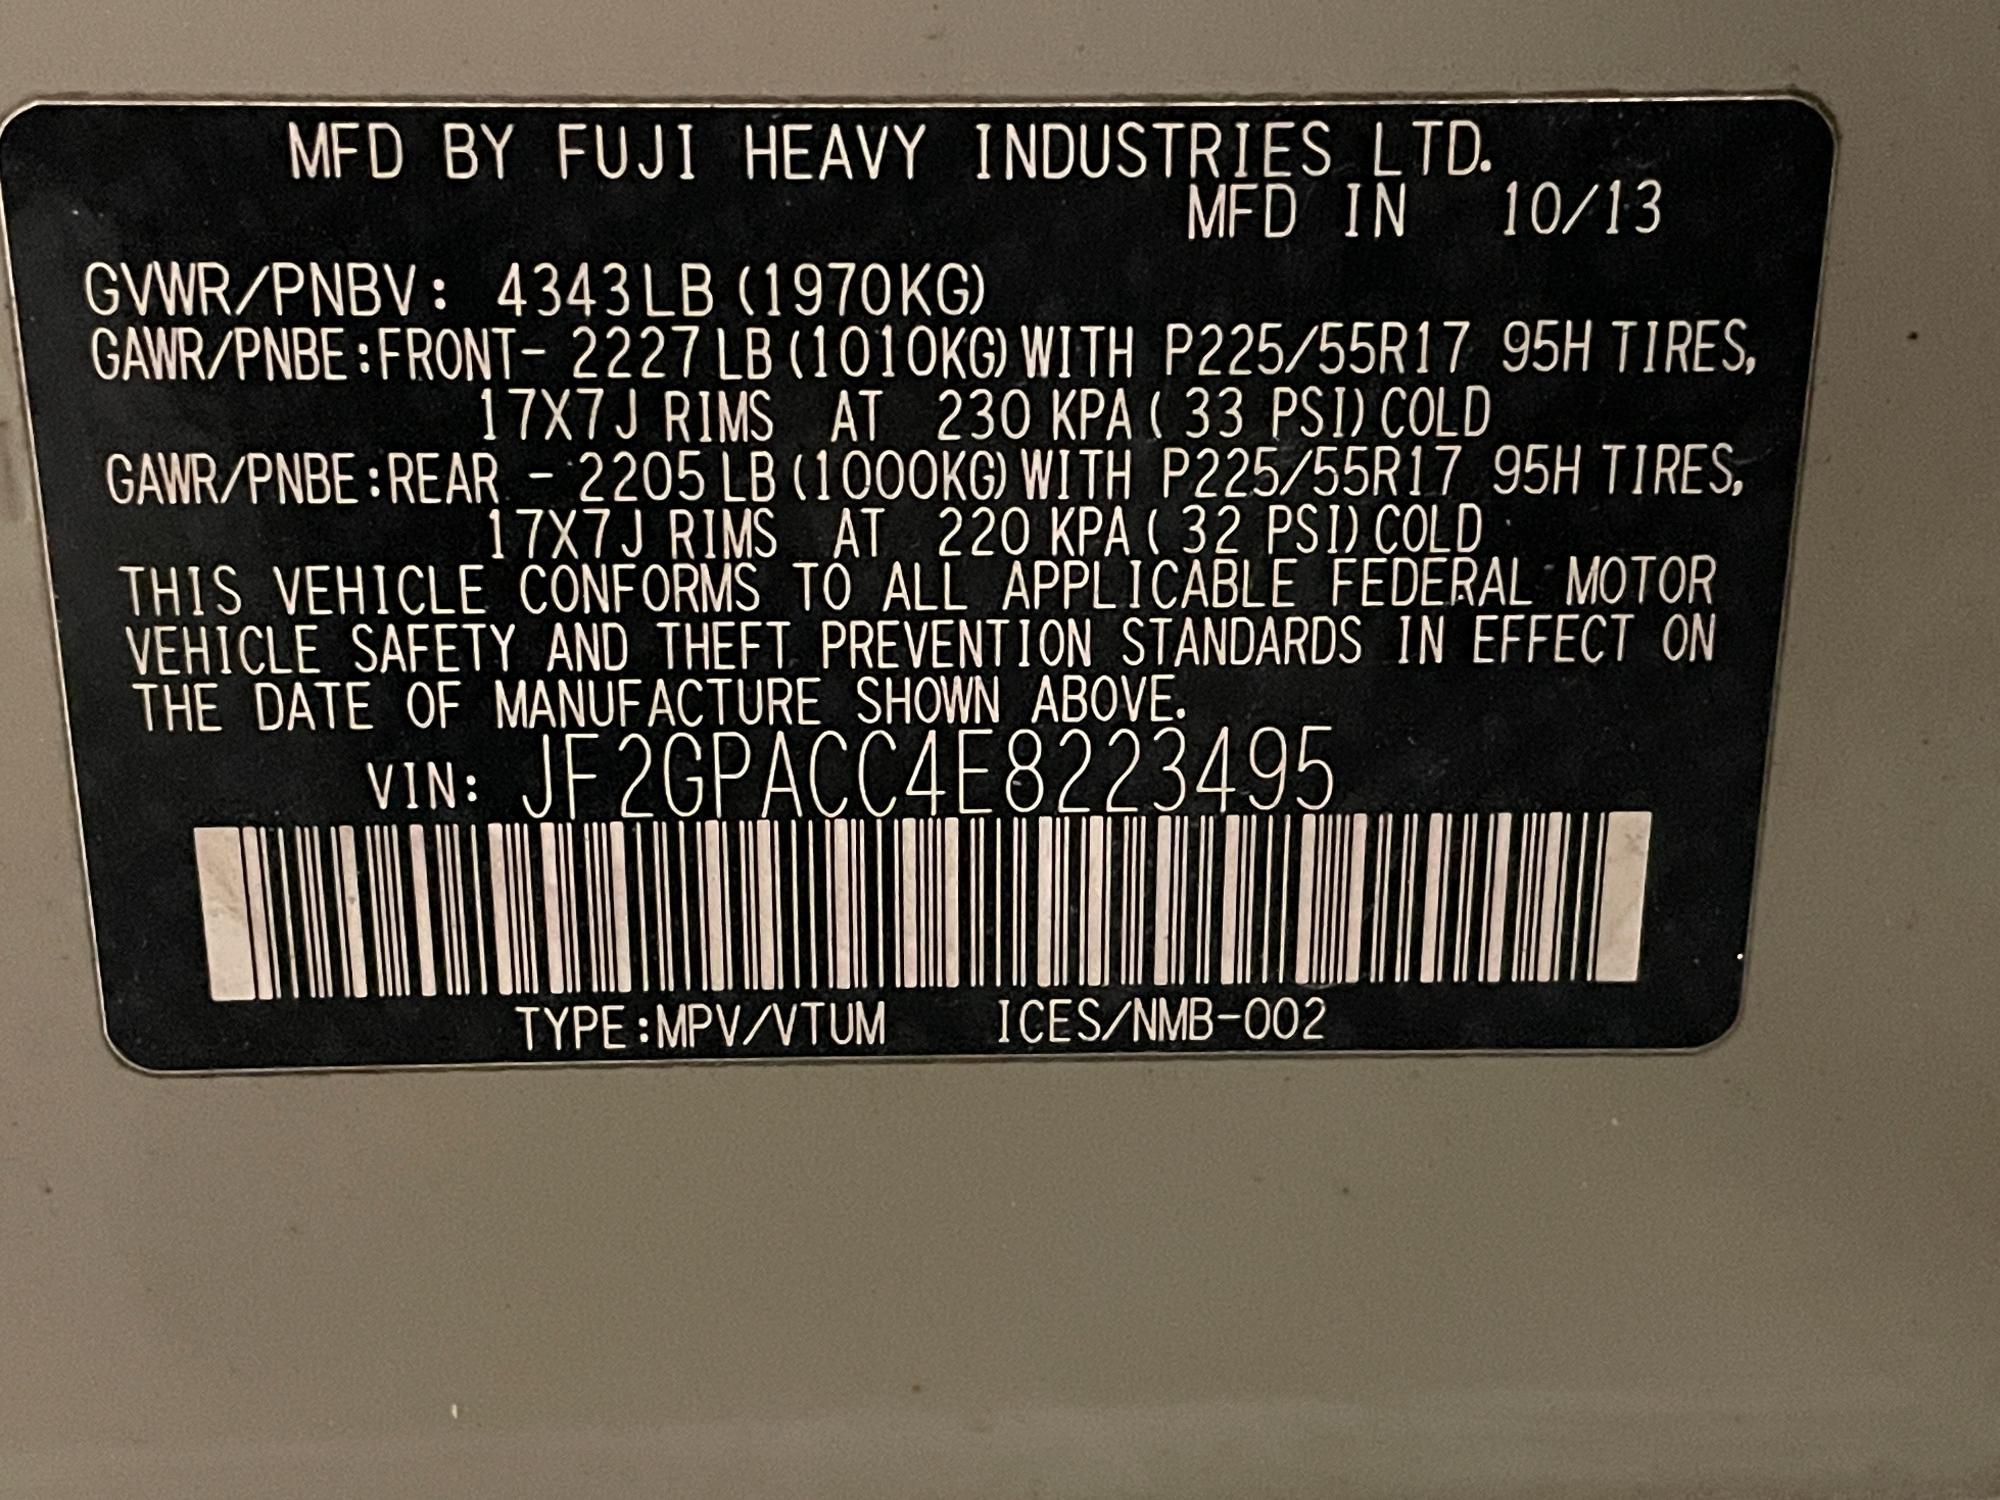 MFD BY FUJI HEAVY INDUSTRIES LTD.
MFD IN 10/13
GVWR/PNBV: 4343LB (1970KG)
GAWR/PNBE:FRONT- 2227LB (1010KG) WITH P225/55R17 95H TIRES,
17X7J RIMS AT 230 KPA ( 33 PSI) COLD
GAWR/PNBE:REAR - 2205LB (1000KG) WITH P225/55R17 95H TIRES,
17X7J RIMS AT 220 KPA ( 32 PSI) COLD
THIS VEHICLE CONFORMS TO ALL APPLICABLE FEDERAL MOTOR
VEHICLE SAFETY AND THEFT PREVENTION STANDARDS IN EFFECT ON
THE DATE OF MANUFACTURE SHOWN ABOVE.
VIN: JF2GPACC4E8223495
TYPE:MPV/VTUM ICES/NMB-002